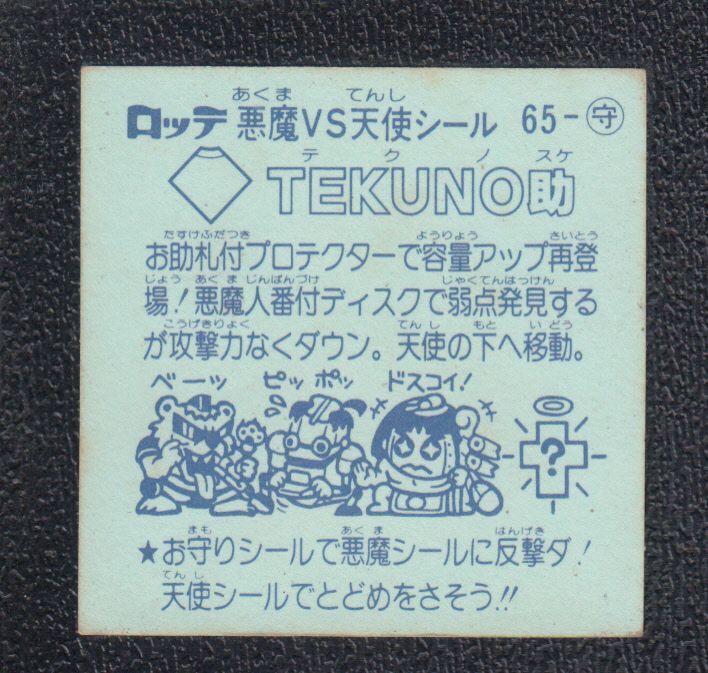 ロッテ 悪魔VS天使シール 65-守
あくま てんし
TEKUNO助
テクノスケ
お助札付プロテクターで容量アップ再登
たすけふだつき ようりょう さいとう
場!悪魔人番付ディスクで弱点発見する
じょう あくまじんばんづけ じゃくてんはっけん
が攻撃力なくダウン。天使の下へ移動。
こうげきりょく てんし もと いどう
ベーッ ピッポッ ドスコイ!
?
★お守りシールで悪魔シールに反撃ダ!
まも あくま はんげき
天使シールでとどめをさそう!!
てんし